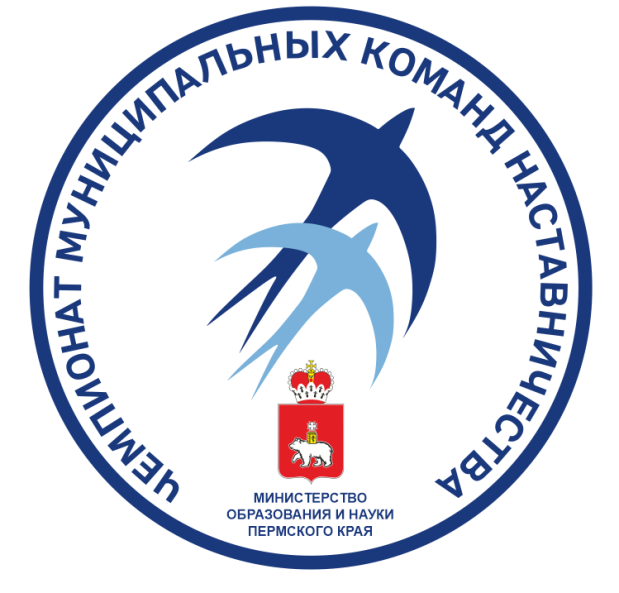 ЧЕМПИОНАТ МУНИЦИПАЛЬНЫХ КОМАНД НАСТАВНИЧЕСТВА
МИНИСТЕРСТВО
ОБРАЗОВАНИЯ И НАУКИ
ПЕРМСКОГО КРАЯ